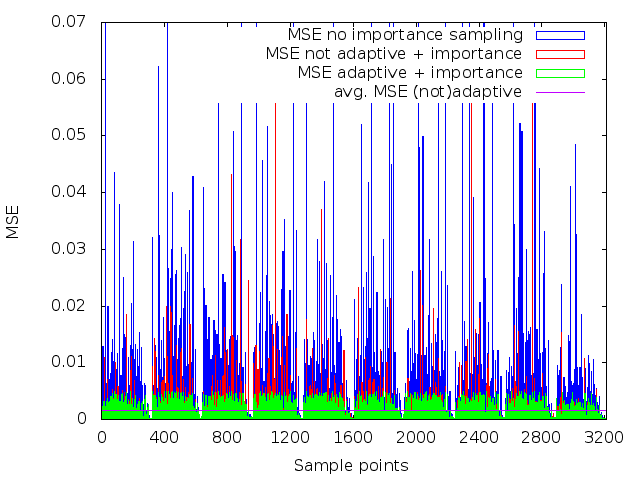 0.07
MSE no importance sampling
MSE not adaptive + importance
MSE adaptive + importance
avg. MSE (not)adaptive
0.06
0.05
0.04
0.03
0.02
0.01
0
MSE
0 400 800 1200 1600 2000 2400 2800 3200
Sample points